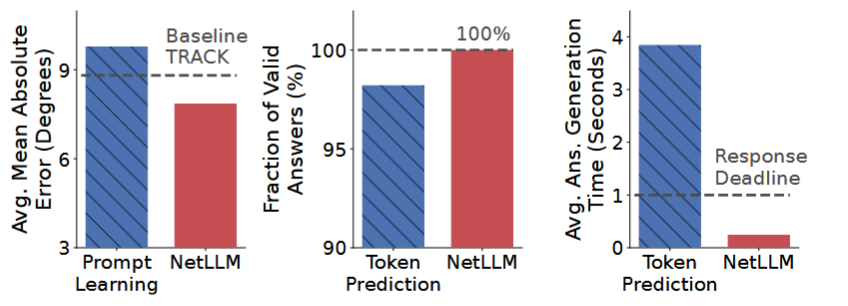 Avg. Mean Absolute
Error (Degrees)
9
6
3
Baseline
TRACK
Prompt
Learning
NetLLM
Fraction of Valid
Answers (%)
100
95
90
100%
Token
Prediction
NetLLM
Avg. Ans. Generation
Time (Seconds)
4
3
2
1
0
Response
Deadline
Token
Prediction
NetLLM